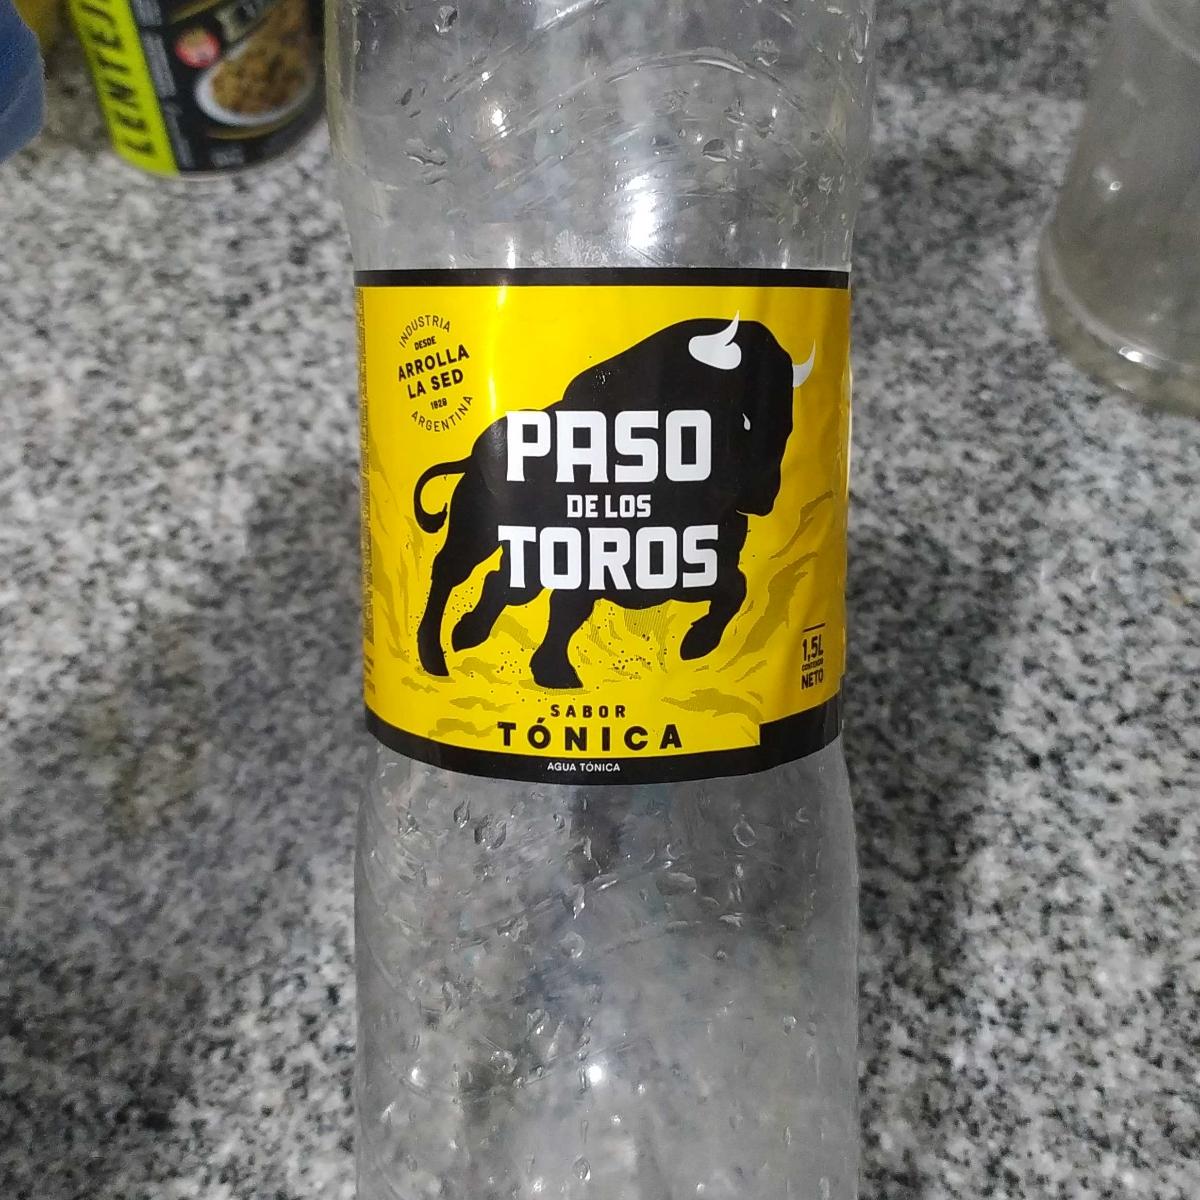 LENTEJ
INDUSTRIA
DESDE
ARROLLA
LA SED
1928
ARGENTINA
PASO
DE LOS
TOROS
1,5L
CONTENIDO
NETO
SABOR
TÓNICA
AGUA TÓNICA